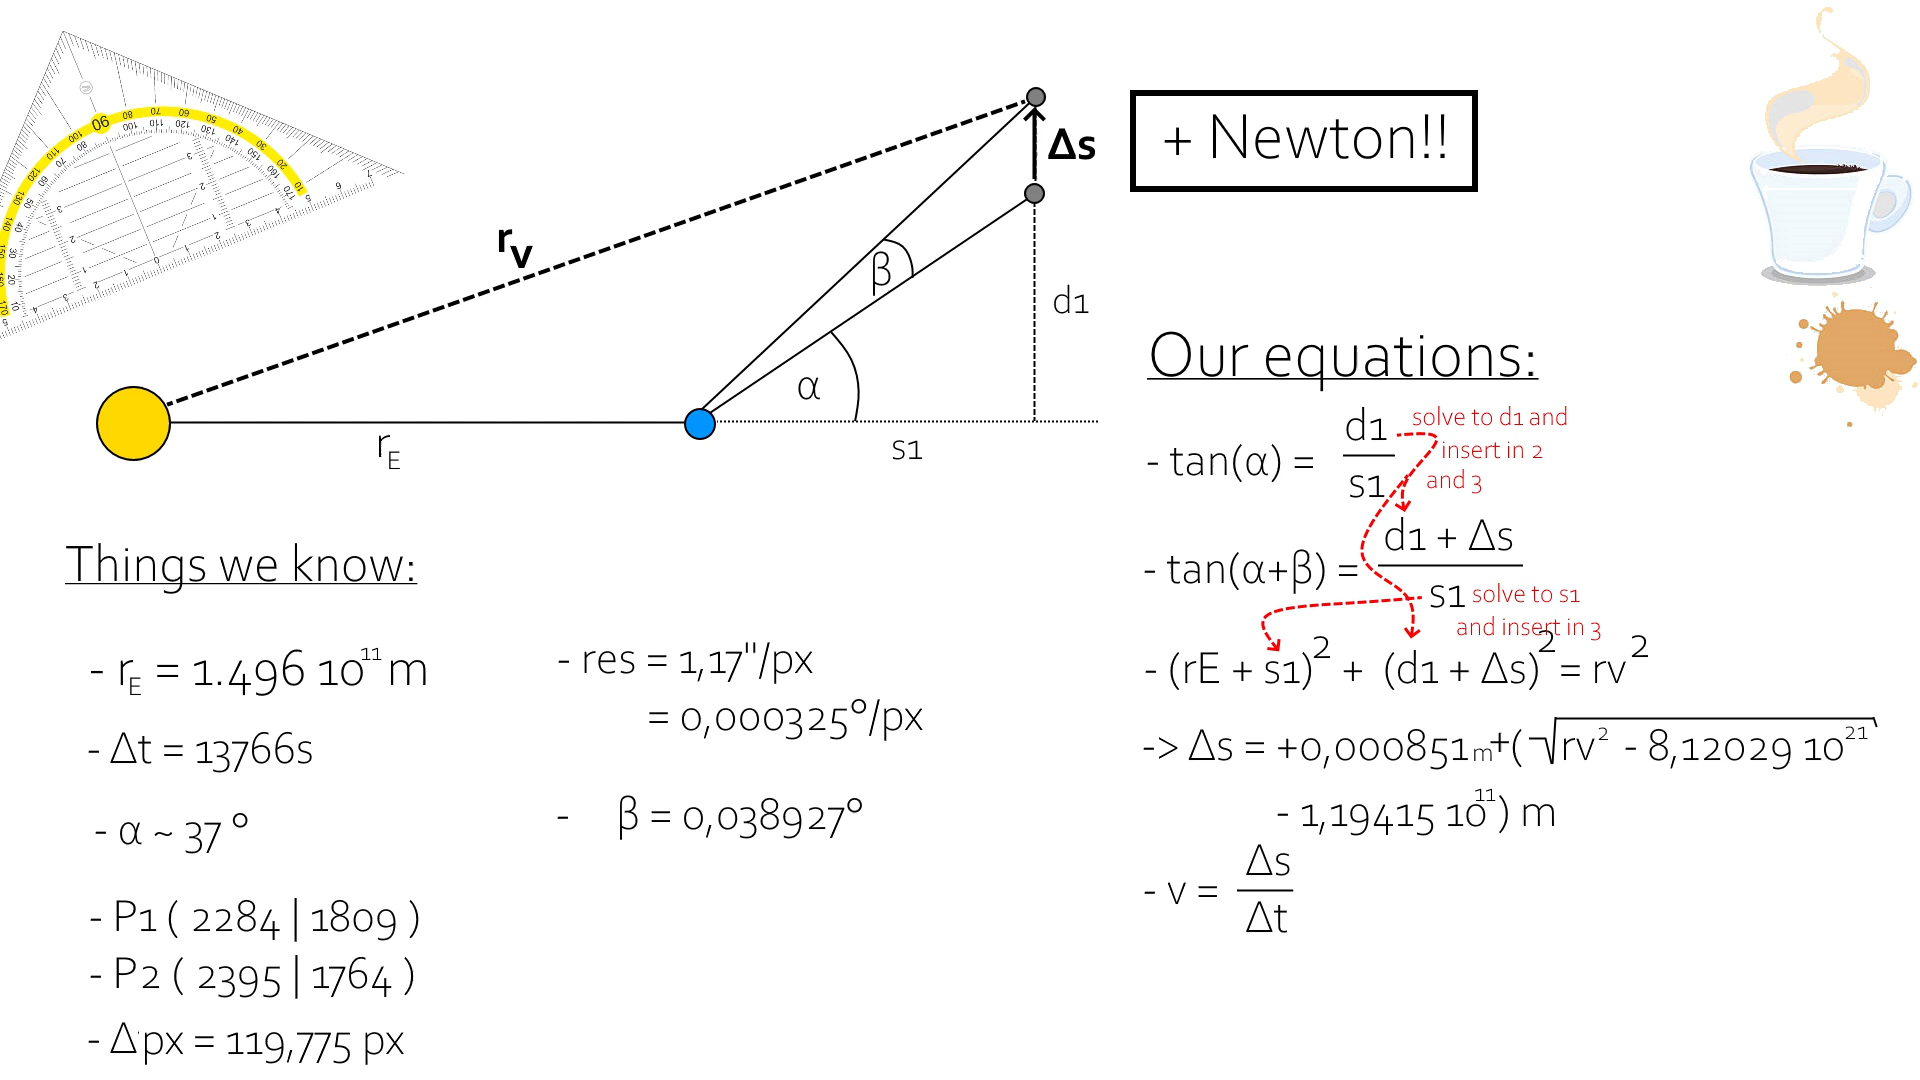 + Newton!!
Δs
rv
β
d1
α
rE
s1
Our equations:
- tan(α) = d1 / s1
solve to d1 and
insert in 2
and 3
- tan(α+β) = d1 + Δs / s1
solve to s1
and insert in 3
- (rE + s1)² + (d1 + Δs)² = rv²
-> Δs = +0,000851m+(√rv² - 8,12029 10²¹
- 1,19415 10¹¹) m
- v = Δs / Δt
Things we know:
- rE = 1.496 10¹¹ m
- Δt = 13766s
- α ~ 37 °
- P1 ( 2284 | 1809 )
- P2 ( 2395 | 1764 )
- Δpx = 119,775 px
- res = 1,17"/px
= 0,000325°/px
- β = 0,038927°